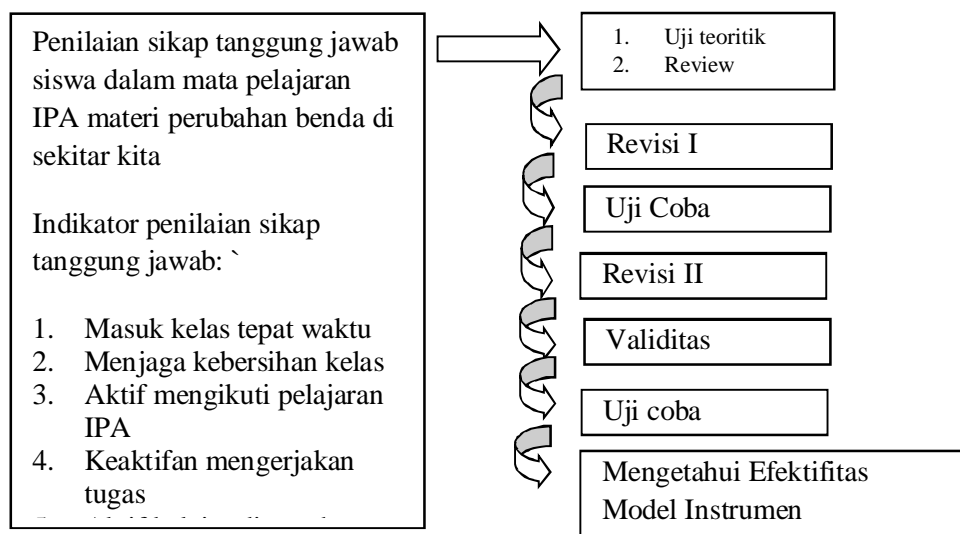 Penilaian sikap tanggung jawab
siswa dalam mata pelajaran
IPA materi perubahan benda di
sekitar kita
Indikator penilaian sikap
tanggung jawab: `
1. Masuk kelas tepat waktu
2. Menjaga kebersihan kelas
3. Aktif mengikuti pelajaran
IPA
4. Keaktifan mengerjakan
tugas
1. Uji teoritik
2. Review
Revisi I
Uji Coba
Revisi II
Validitas
Uji coba
Mengetahui Efektifitas
Model Instrumen